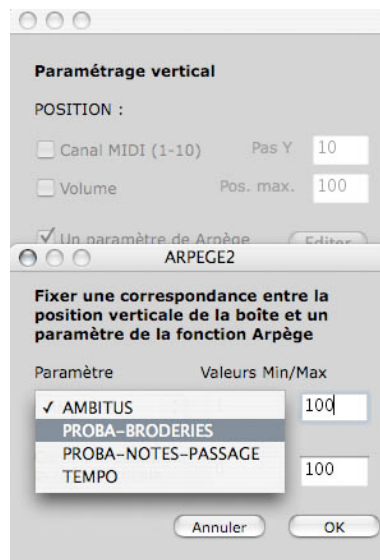 Paramétrage vertical
POSITION :
Canal MIDI (1-10) Pas Y 10
Volume Pos. max. 100
Un paramètre de Arpège Editer
ARPEGE2
Fixer une correspondance entre la
position verticale de la boîte et un
paramètre de la fonction Arpège
Paramètre Valeurs Min/Max
✓ AMBITUS 100
PROBA-BRODERIES
PROBA-NOTES-PASSAGE 100
TEMPO
Annuler OK